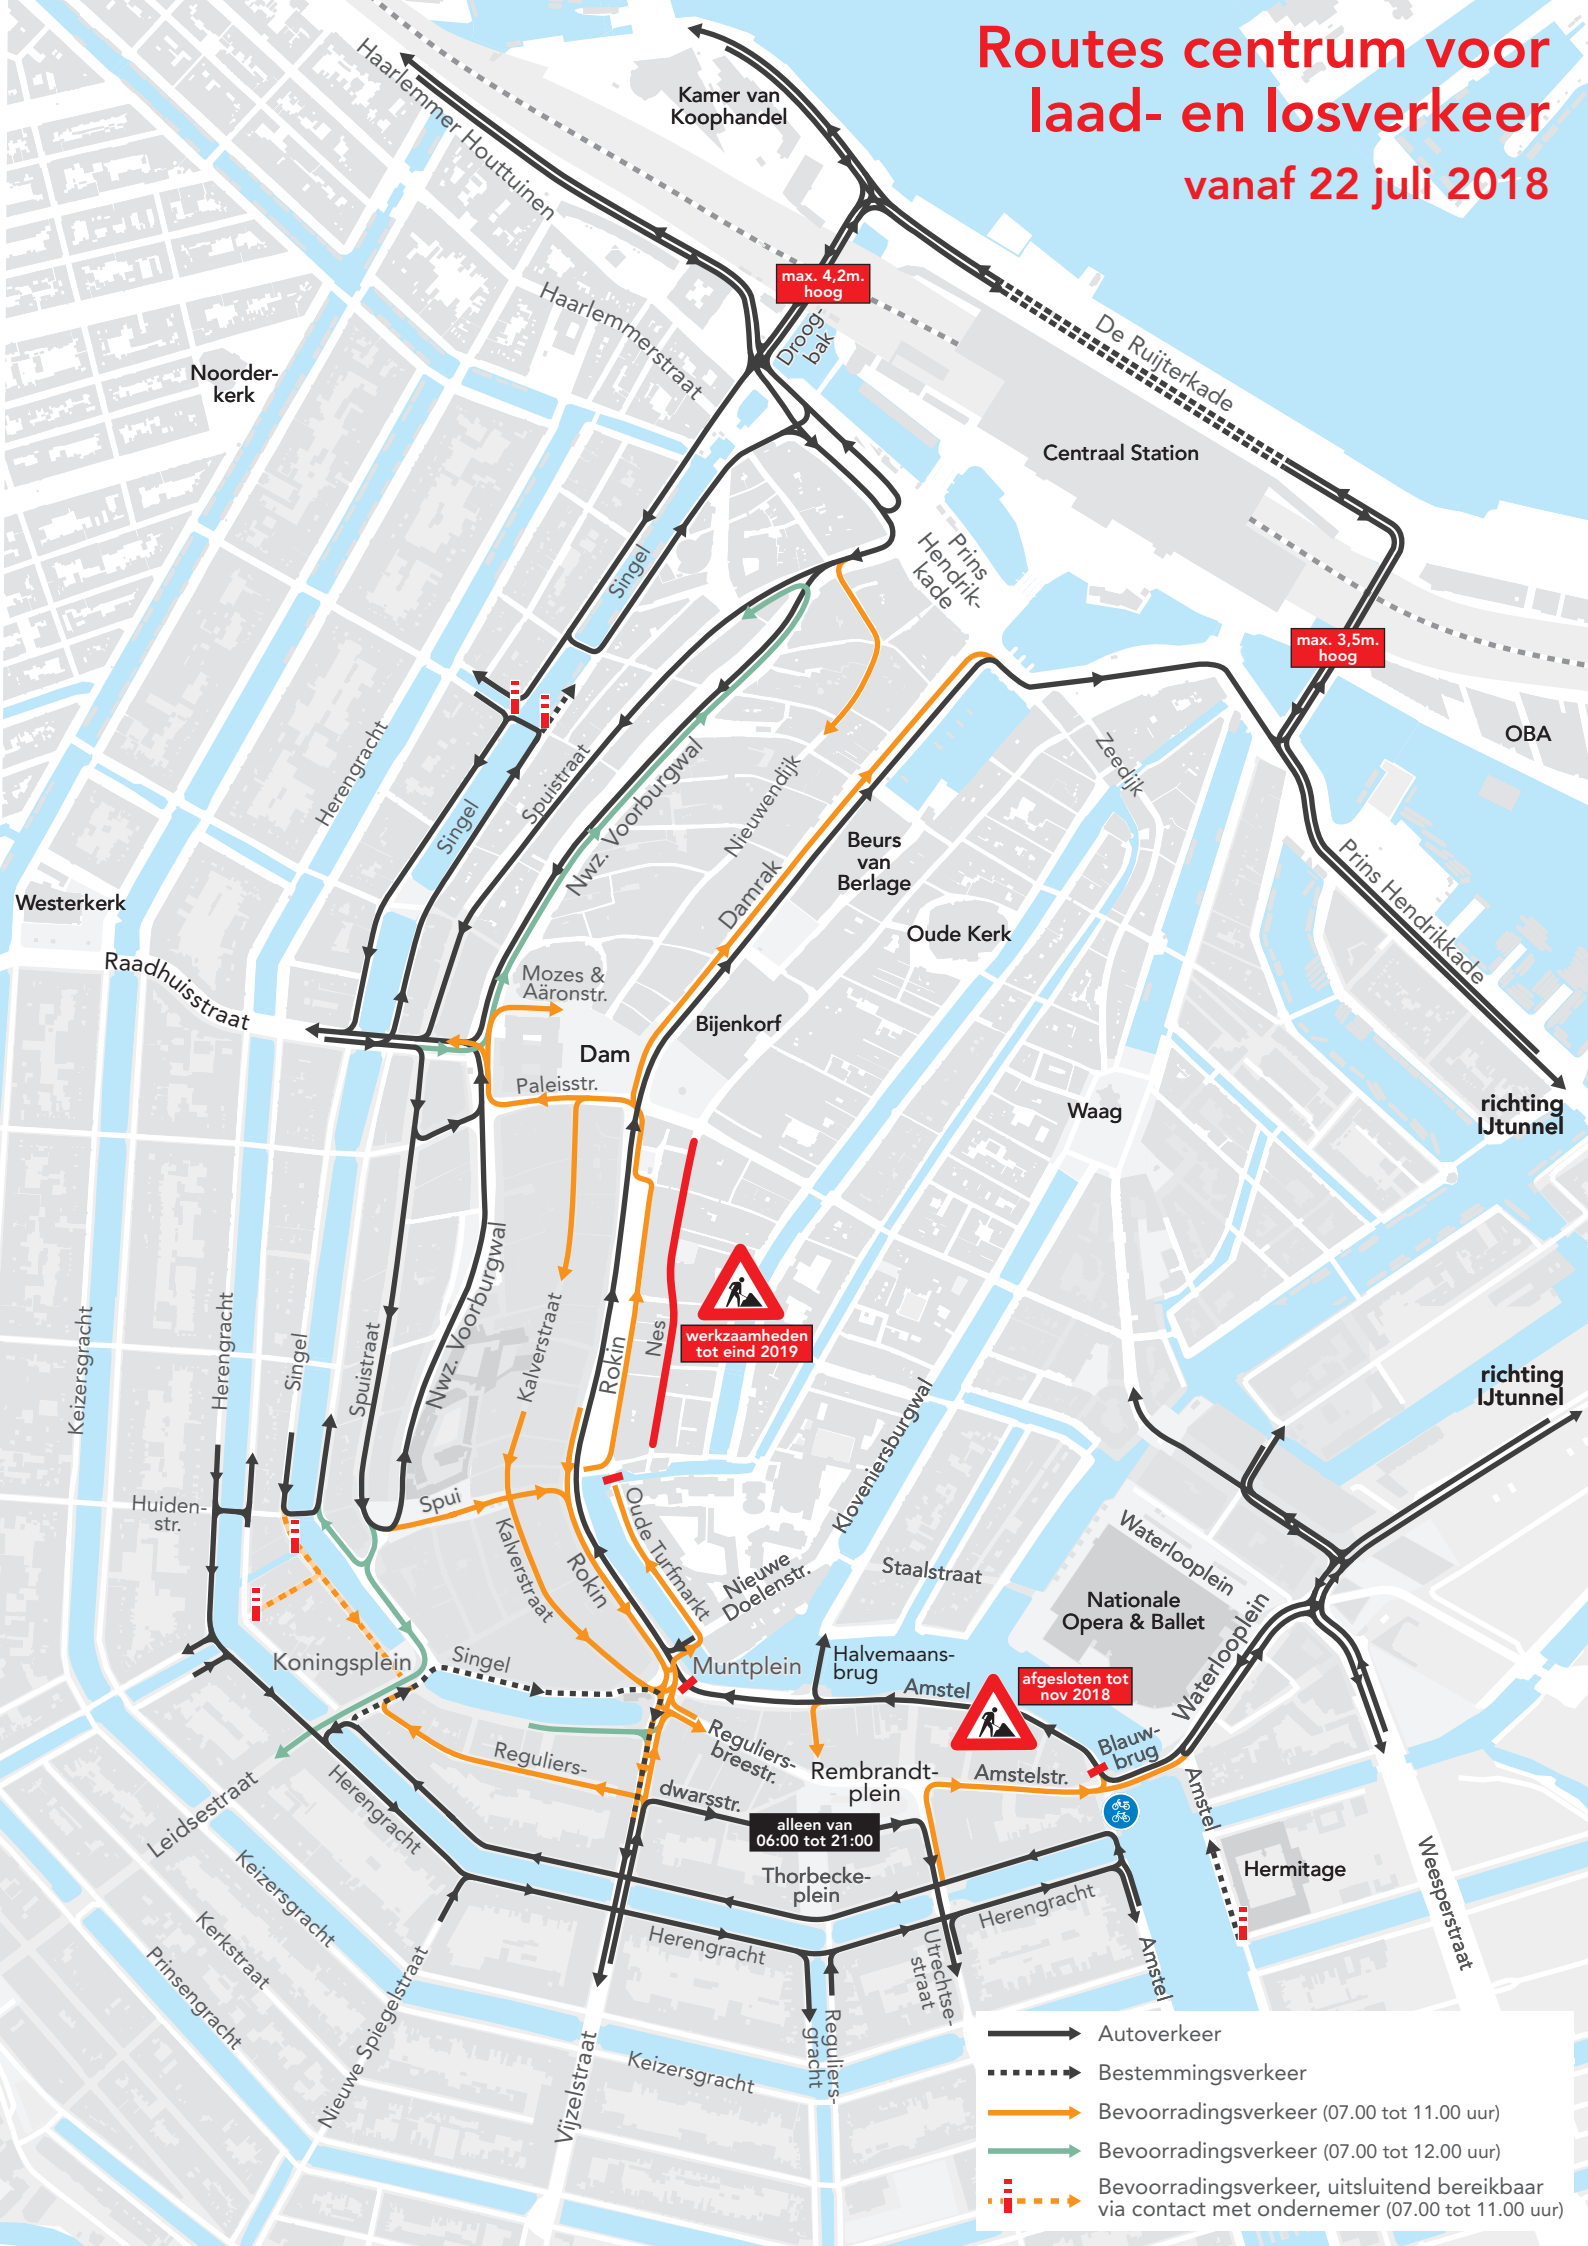 Routes centrum voor
laad- en losverkeer
vanaf 22 juli 2018
Haarlemmer Houttuinen
Kamer van
Koophandel
max. 4,2m.
hoog
Droog-
bak
Haarlemmerstraat
De Ruijterkade
Noorder-
kerk
Centraal Station
Prins
Hendrik-
kade
Singel
max. 3,5m.
hoog
OBA
Herengracht
Singel
Spuistraat
Nwz. Voorburgwal
Nieuwendijk
Zeedijk
Damrak
Beurs
van
Berlage
Prins Hendrikkade
Westerkerk
Oude Kerk
Raadhuisstraat
Mozes &
Aäronstr.
Bijenkorf
Dam
Paleisstr.
Waag
richting
IJtunnel
Keizersgracht
Herengracht
Singel
Spuistraat
Nwz. Voorburgwal
Kalverstraat
Rokin
Nes
werkzaamheden
tot eind 2019
Kloveniersburgwal
richting
IJtunnel
Huiden-
str.
Spui
Kalverstraat
Rokin
Oude Turfmarkt
Nieuwe
Doelenstr.
Staalstraat
Waterlooplein
Nationale
Opera & Ballet
Waterlooplein
Koningsplein
Singel
Muntplein
Halvemaans-
brug
Amstel
afgesloten tot
nov 2018
Blauw-
brug
Reguliers-
breestr.
Reguliers-
dwarsstr.
Rembrandt-
plein
Amstelstr.
Amstel
alleen van
06:00 tot 21:00
Leidsestraat
Herengracht
Thorbecke-
plein
Hermitage
Weesperstraat
Keizersgracht
Kerkstraat
Prinsengracht
Nieuwe Spiegelstraat
Herengracht
Herengracht
Utrechtse-
straat
Amstel
Vijzelstraat
Keizersgracht
Reguliers-
gracht
Autoverkeer
Bestemmingsverkeer
Bevoorradingsverkeer (07.00 tot 11.00 uur)
Bevoorradingsverkeer (07.00 tot 12.00 uur)
Bevoorradingsverkeer, uitsluitend bereikbaar
via contact met ondernemer (07.00 tot 11.00 uur)